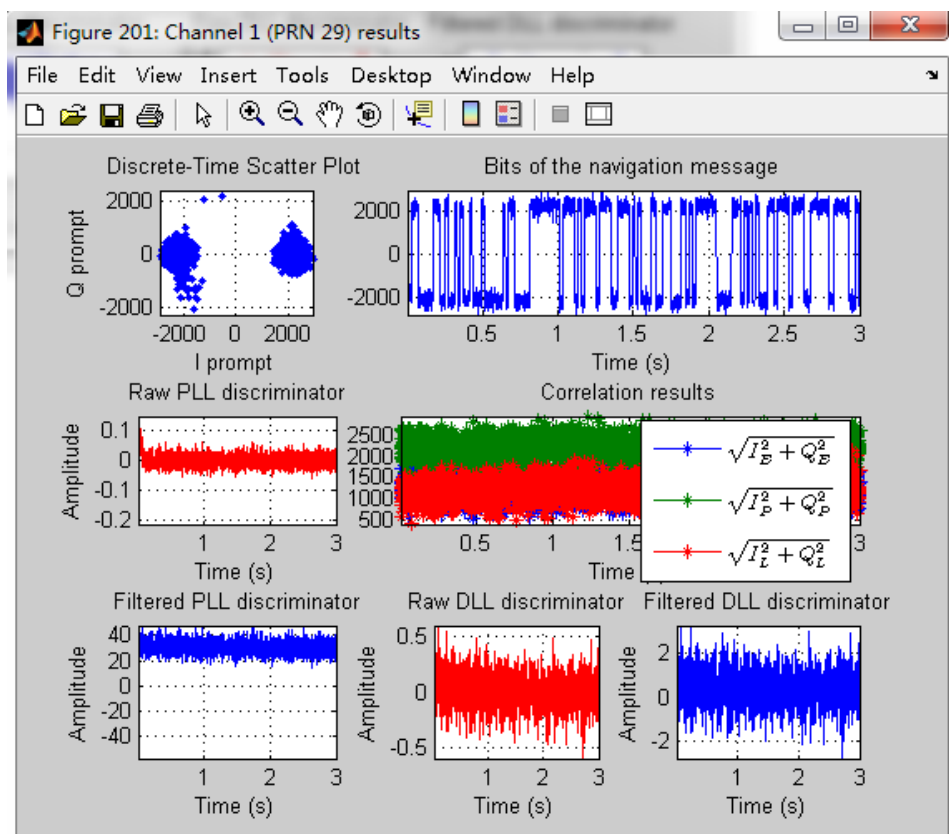 Filtered DLL discriminator
Figure 201: Channel 1 (PRN 29) results
File Edit View Insert Tools Desktop Window Help
Discrete-Time Scatter Plot
Q prompt
2000
0
-2000
-2000 0 2000
I prompt
Bits of the navigation message
2000
0
-2000
0.5 1 1.5 2 2.5 3
Time (s)
Raw PLL discriminator
Amplitude
0.1
0
-0.1
-0.2
1 2 3
Time (s)
Correlation results
2500
2000
1500
1000
500
0.5 1 1.5 3
Time
√I_E^2 + Q_E^2
√I_P^2 + Q_P^2
√I_L^2 + Q_L^2
Filtered PLL discriminator
Amplitude
40
20
0
-20
-40
1 2 3
Time (s)
Raw DLL discriminator
Amplitude
0.5
0
-0.5
1 2 3
Time (s)
Filtered DLL discriminator
Amplitude
2
0
-2
1 2 3
Time (s)